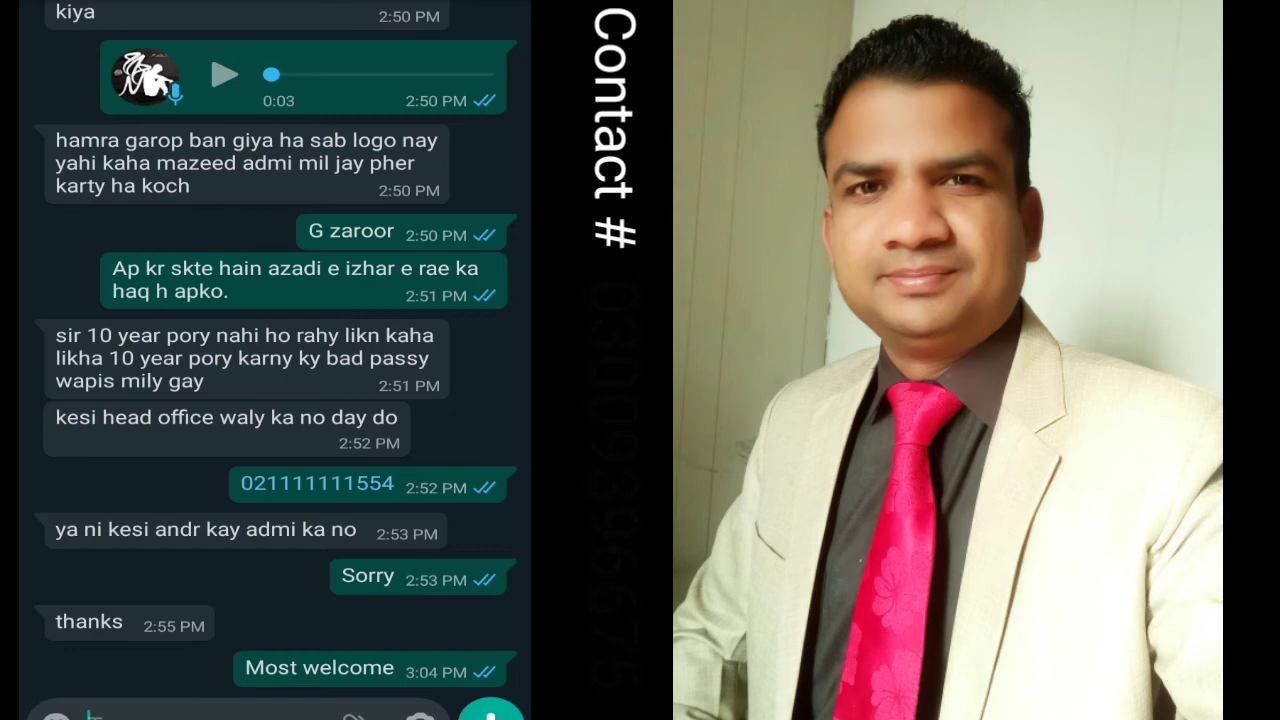 kiya
2:50 PM
0:03
2:50 PM
hamra garop ban giya ha sab logo nay
yahi kaha mazeed admi mil jay pher
karty ha koch
2:50 PM
G zaroor
2:50 PM
Ap kr skte hain azadi e izhar e rae ka
haq h apko.
2:51 PM
sir 10 year pory nahi ho rahy likn kaha
likha 10 year pory karny ky bad passy
wapis mily gay
2:51 PM
kesi head office waly ka no day do
2:52 PM
021111111554
2:52 PM
ya ni kesi andr kay admi ka no
2:53 PM
Sorry
2:53 PM
thanks
2:55 PM
Most welcome
3:04 PM
Contact # 03009396675